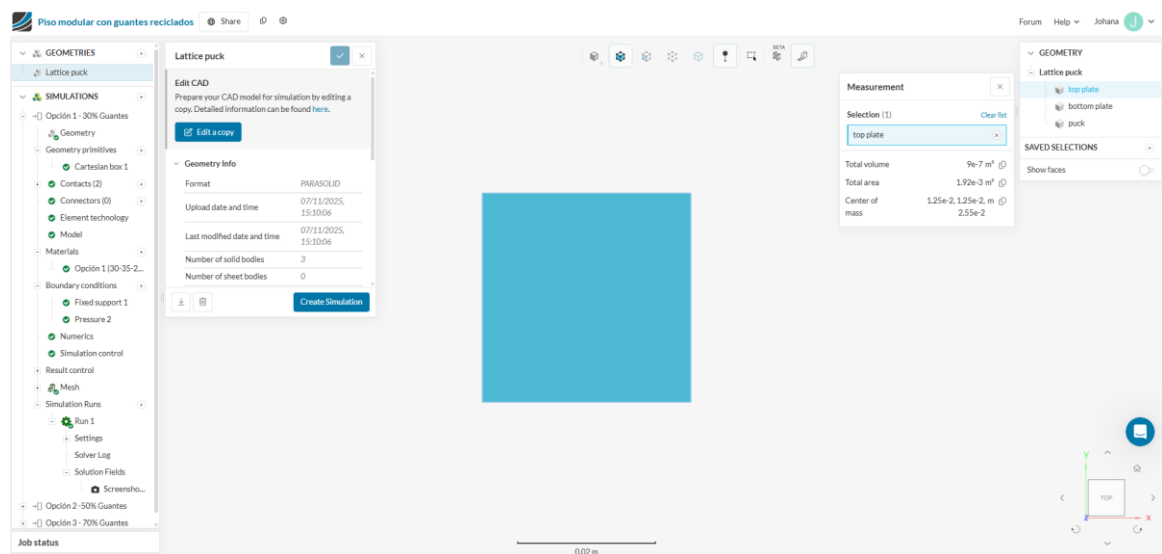 Piso modular con guantes reciclados
Share
Forum
Help
Johana
J
GEOMETRIES
Lattice puck
SIMULATIONS
Opción 1 - 30% Guantes
Geometry
Geometry primitives
Cartesian box 1
Contacts (2)
Connectors (0)
Element technology
Model
Materials
Opción 1 (30-35-2...
Boundary conditions
Fixed support 1
Pressure 2
Numerics
Simulation control
Result control
Mesh
Simulation Runs
Run 1
Settings
Solver Log
Solution Fields
Screensho...
Opción 2 -50% Guantes
Opción 3 - 70% Guantes
Job status
Lattice puck
Edit CAD
Prepare your CAD model for simulation by editing a
copy. Detailed information can be found here.
Edit a copy
Geometry Info
Format PARASOLID
Upload date and time 07/11/2025,
15:10:06
Last modified date and time 07/11/2025,
15:10:06
Number of solid bodies 3
Number of sheet bodies 0
Create Simulation
BETA
0.02 m
Measurement
Selection (1) Clear list
top plate
Total volume 9e-7 m³
Total area 1.92e-3 m²
Center of 1.25e-2, 1.25e-2, m
mass 2.55e-2
GEOMETRY
Lattice puck
top plate
bottom plate
puck
SAVED SELECTIONS
Show faces
Y
TOP
Z
X